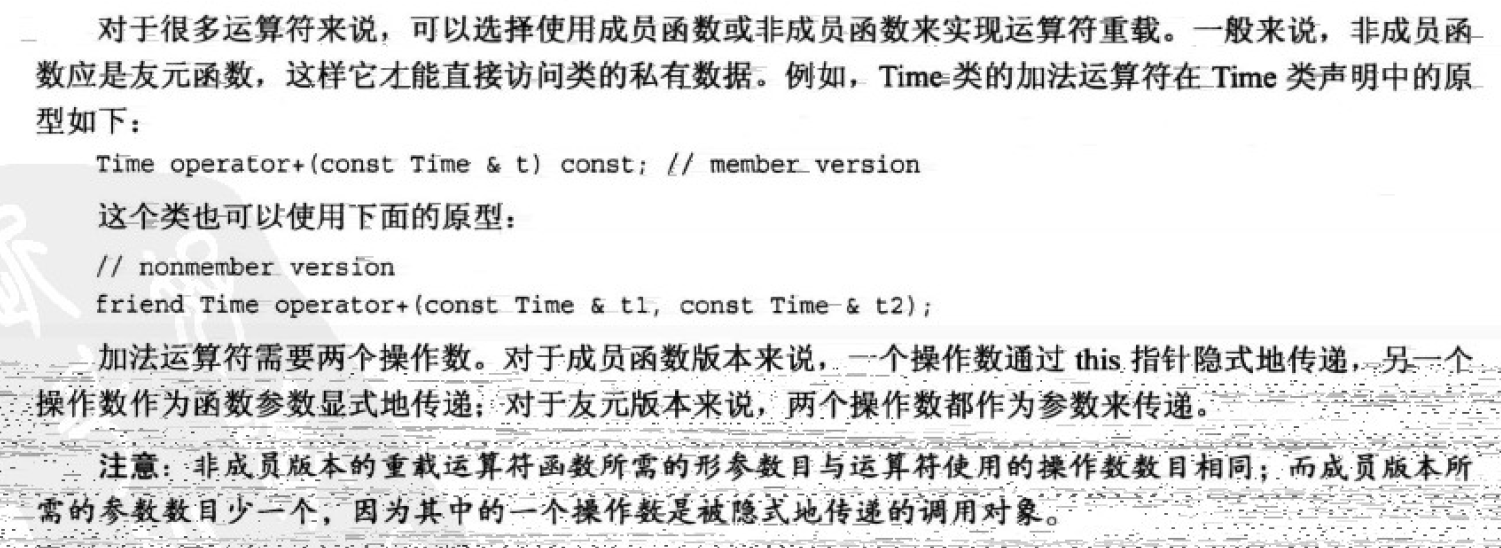 对于很多运算符来说，可以选择使用成员函数或非成员函数来实现运算符重载。一般来说，非成员函
数应是友元函数，这样它才能直接访问类的私有数据。例如，Time 类的加法运算符在 Time 类声明中的原
型如下：
Time operator+(const Time & t) const; // member version
这个类也可以使用下面的原型：
// nonmember version
friend Time operator+(const Time & t1, const Time & t2);
加法运算符需要两个操作数。对于成员函数版本来说，一个操作数通过 this 指针隐式地传递，另一个
操作数作为函数参数显式地传递；对于友元版本来说，两个操作数都作为参数来传递。
注意：非成员版本的重载运算符函数所需的形参数目与运算符使用的操作数数目相同；而成员版本所
需的参数数目少一个，因为其中的一个操作数是被隐式地传递的调用对象。